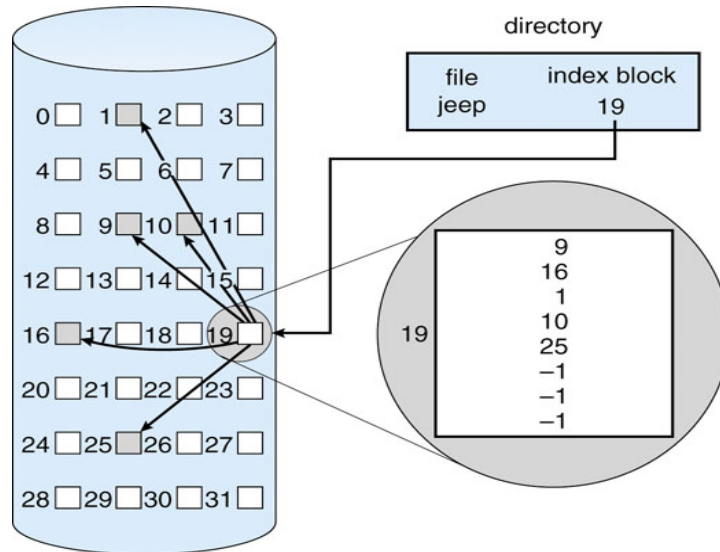 directory
file index block
jeep 19
0 1 2 3
4 5 6 7
8 9 10 11
12 13 14 15
16 17 18 19
20 21 22 23
24 25 26 27
28 29 30 31
19
9
16
1
10
25
–1
–1
–1